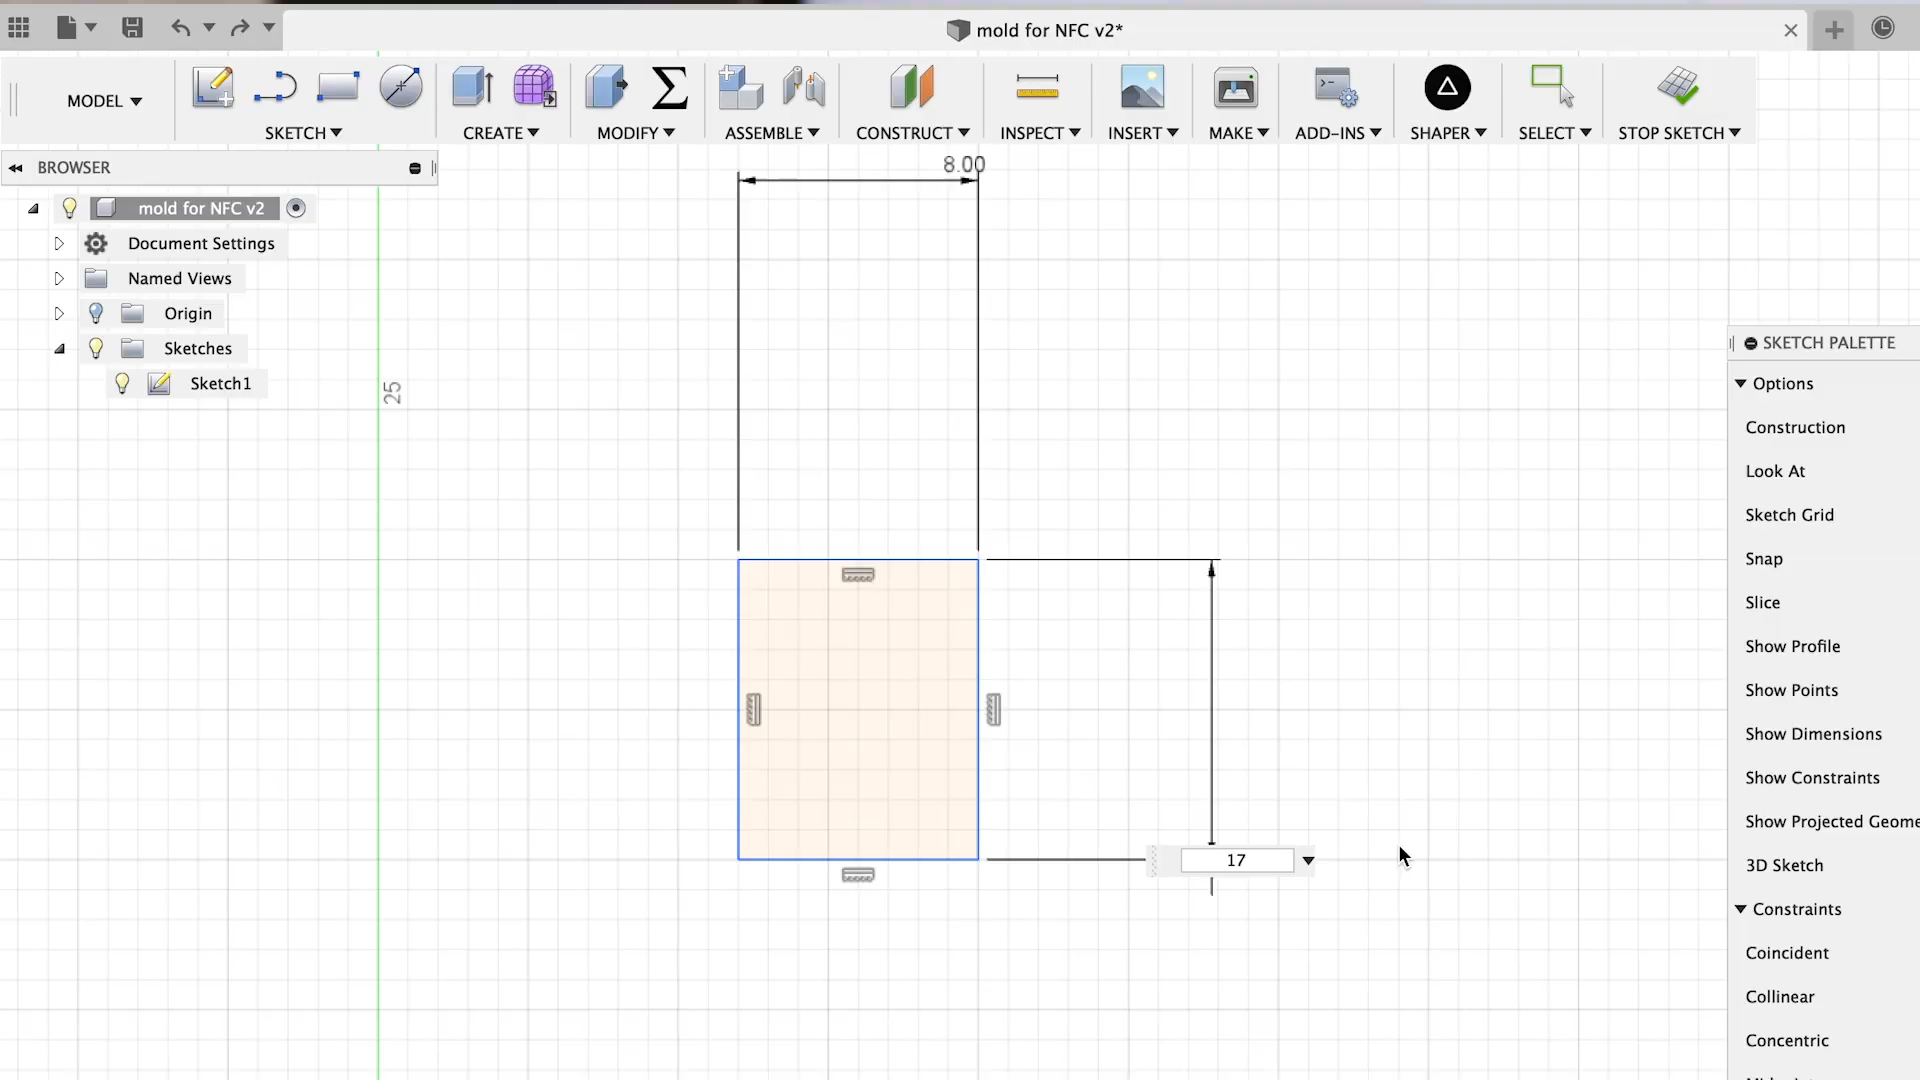 mold for NFC v2*
MODEL
SKETCH
CREATE
MODIFY
ASSEMBLE
CONSTRUCT
INSPECT
INSERT
MAKE
ADD-INS
SHAPER
SELECT
STOP SKETCH
BROWSER
mold for NFC v2
Document Settings
Named Views
Origin
Sketches
Sketch1
8.00
25
17
SKETCH PALETTE
Options
Construction
Look At
Sketch Grid
Snap
Slice
Show Profile
Show Points
Show Dimensions
Show Constraints
Show Projected Geome
3D Sketch
Constraints
Coincident
Collinear
Concentric